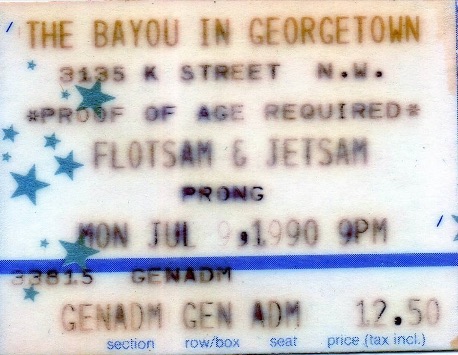 THE BAYOU IN GEORGETOWN
3135 K STREET N.W.
*PROOF OF AGE REQUIRED*
FLOTSAM & JETSAM
PRONG
MON JUL 9,1990 9PM
33815 GENADM
GENADM GEN ADM 12.50
section row/box seat price (tax incl.)